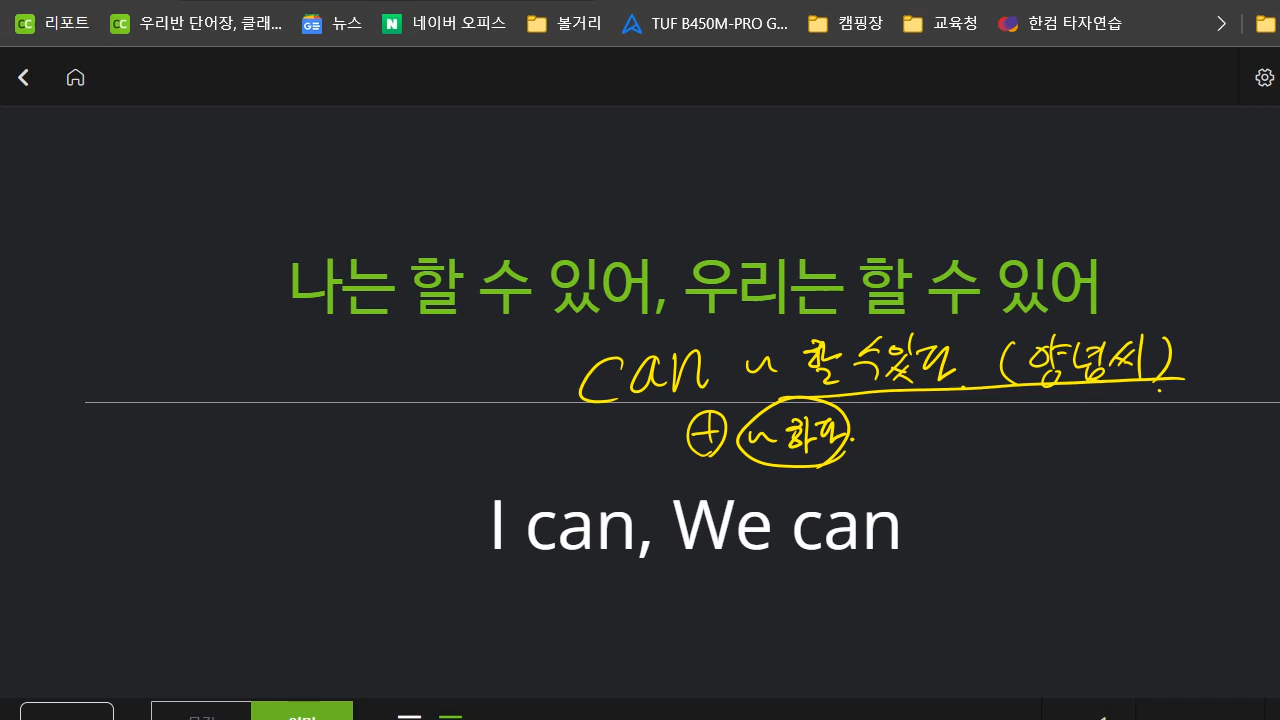 리포트 우리반 단어장, 클래... 뉴스 네이버 오피스 볼거리 TUF B450M-PRO G... 캠핑장 교육청 한컴 타자연습
나는 할 수 있어, 우리는 할 수 있어
can ~ 할 수 있다. (양념씨)
+ ~ 하다.
I can, We can